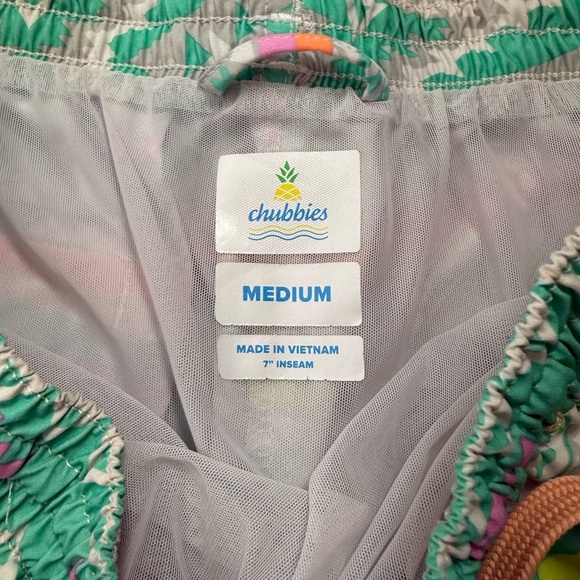 chubbies
MEDIUM
MADE IN VIETNAM
7" INSEAM